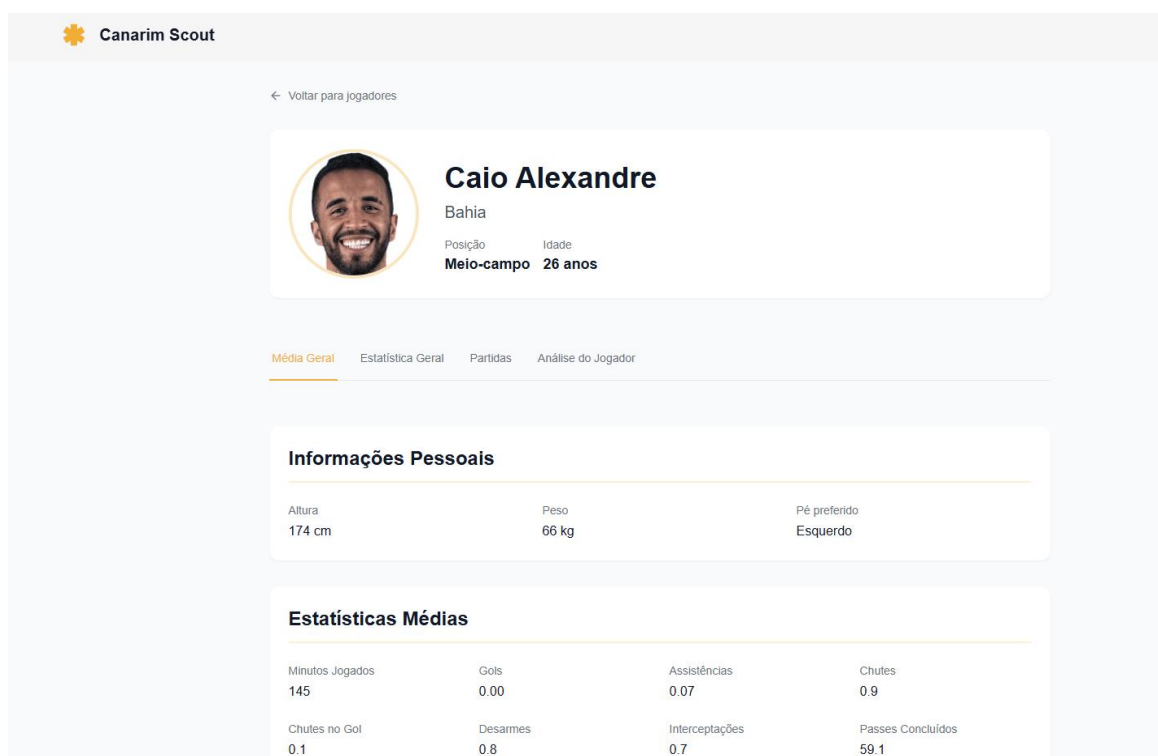 Canarim Scout
← Voltar para jogadores
Caio Alexandre
Bahia
Posição Idade
Meio-campo 26 anos
Média Geral Estatística Geral Partidas Análise do Jogador
Informações Pessoais
Altura Peso Pé preferido
174 cm 66 kg Esquerdo
Estatísticas Médias
Minutos Jogados Gols Assistências Chutes
145 0.00 0.07 0.9
Chutes no Gol Desarmes Interceptações Passes Concluídos
0.1 0.8 0.7 59.1